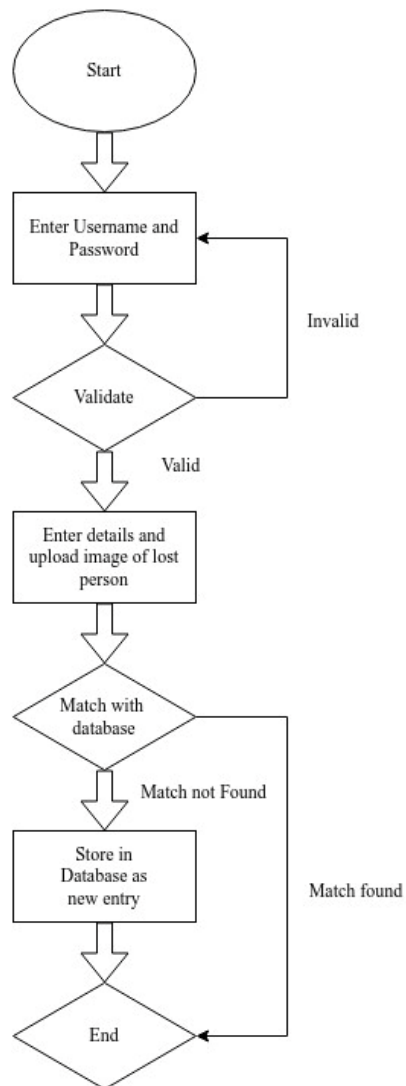 Start
Enter Username and
Password
Invalid
Validate
Valid
Enter details and
upload image of lost
person
Match with
database
Match not Found
Store in
Database as
new entry
Match found
End